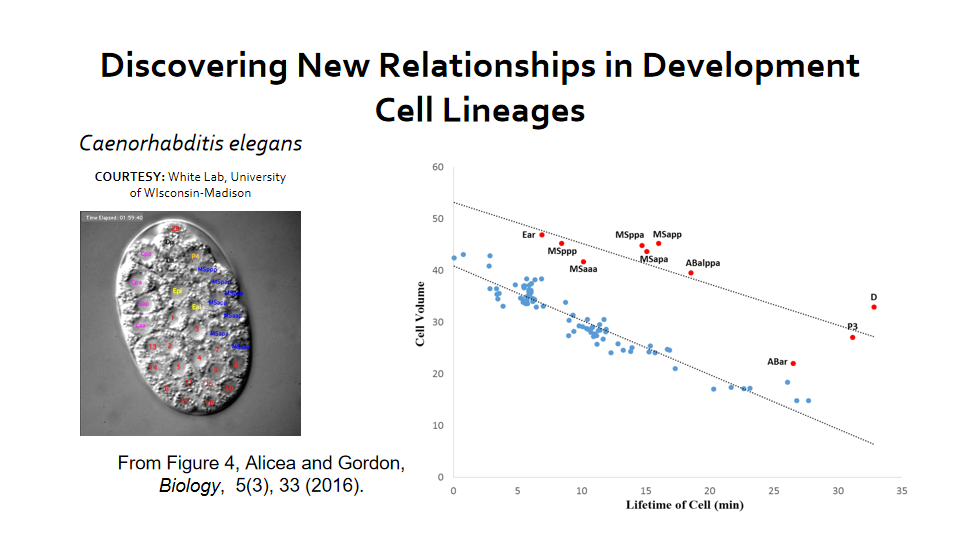 Discovering New Relationships in Development
Cell Lineages
Caenorhabditis elegans
COURTESY: White Lab, University
of WIsconsin-Madison
Time Elapsed: 01:59:40
P4
MSppp
Epl
From Figure 4, Alicea and Gordon,
Biology, 5(3), 33 (2016).
60
50
40
30
20
10
0
Cell Volume
Ear
MSppp
MSaaa
MSppa
MSapp
MSapa
ABalppa
D
P3
ABar
0 5 10 15 20 25 30 35
Lifetime of Cell (min)